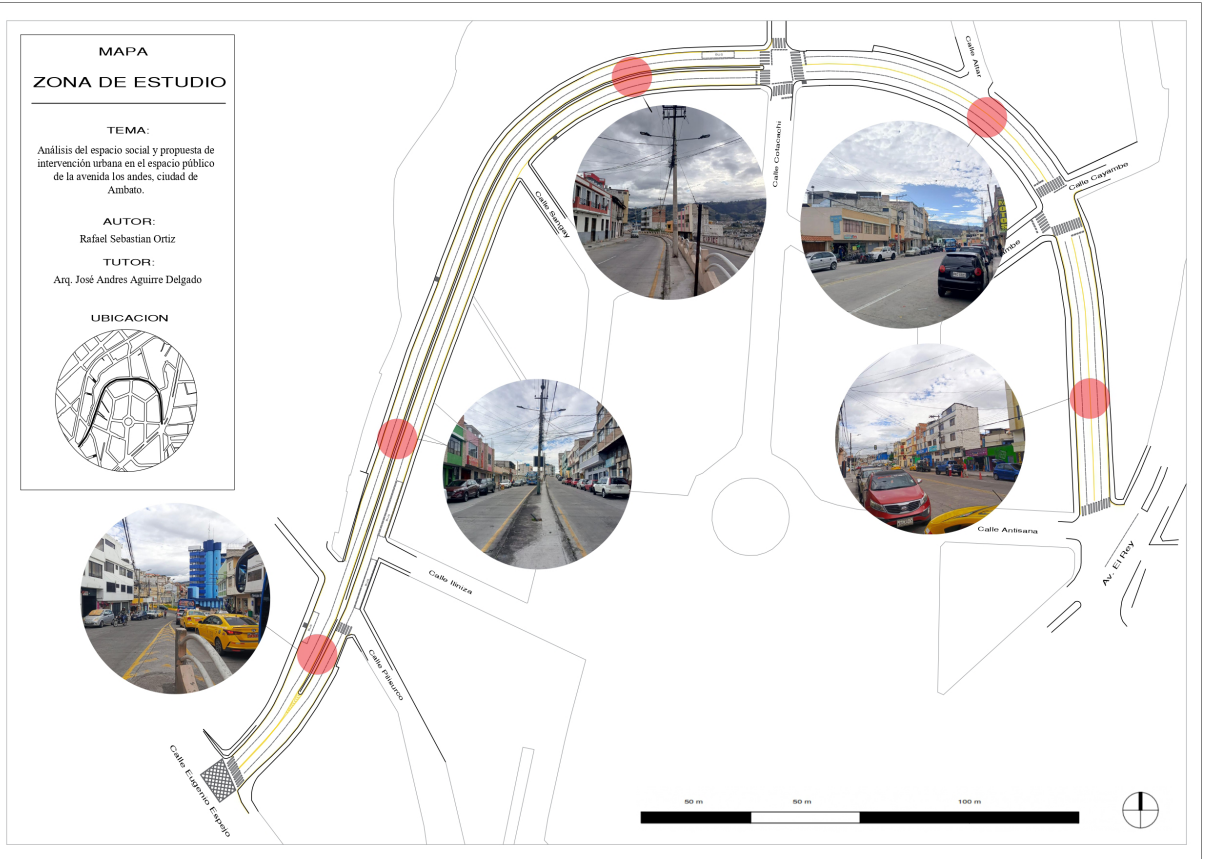 MAPA
ZONA DE ESTUDIO
TEMA:
Análisis del espacio social y propuesta de
intervención urbana en el espacio público
de la avenida los andes, ciudad de
Ambato.
AUTOR:
Rafael Sebastian Ortiz
TUTOR:
Arq. José Andres Aguirre Delgado
UBICACION
Calle Altar
Calle Cotacachi
Calle Cayambe
mbe
MOTOS
Calle Sangay
Calle Antisana
Av. El Rey
Calle Iliniza
Calle Pilisurco
Calle Eugenio Espejo
50 m
50 m
100 m